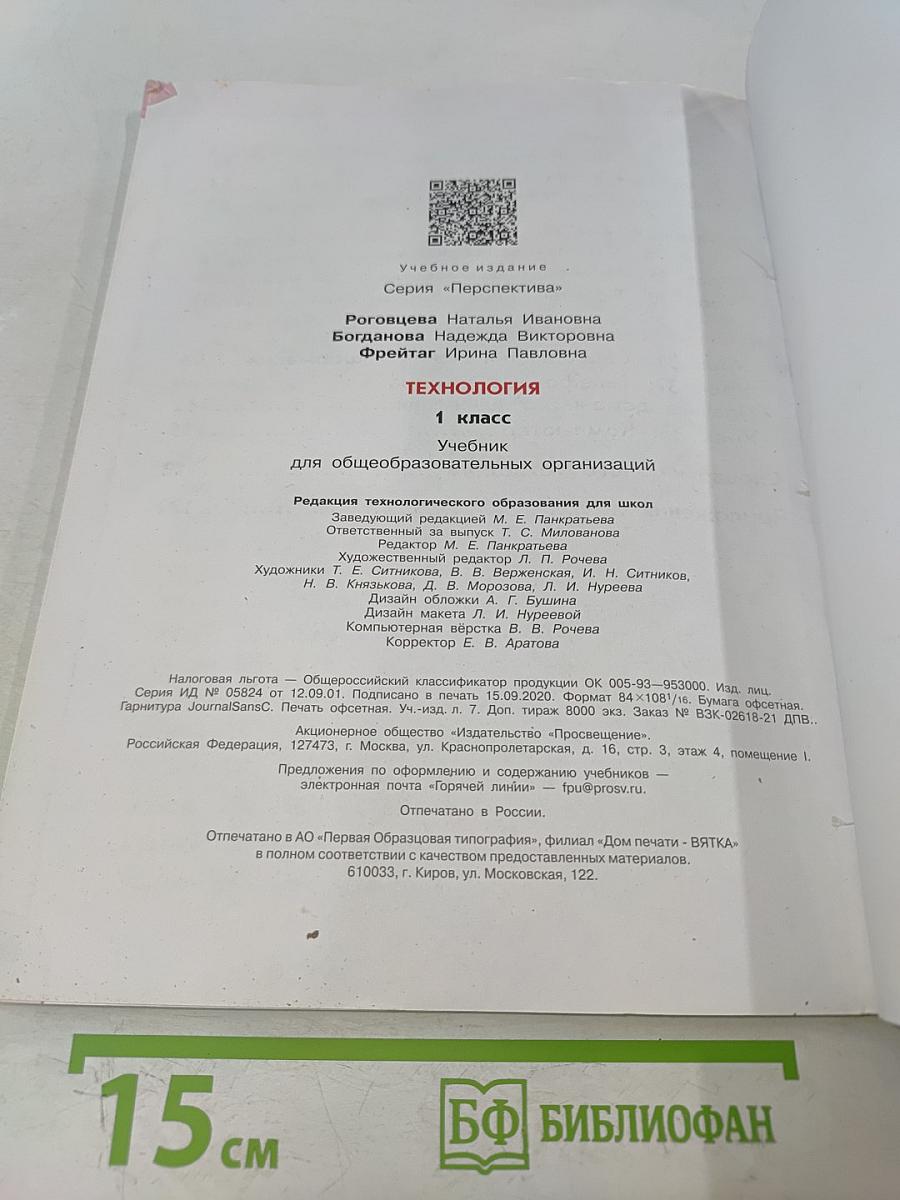 Учебное издание
Серия «Перспектива»
Роговцева Наталья Ивановна
Богданова Надежда Викторовна
Фрейтаг Ирина Павловна
ТЕХНОЛОГИЯ
1 класс
Учебник
для общеобразовательных организаций
Редакция технологического образования для школ
Заведующий редакцией М. Е. Панкратьева
Ответственный за выпуск Т. С. Милованова
Редактор М. Е. Панкратьева
Художественный редактор Л. П. Рочева
Художники Т. Е. Ситникова, В. В. Верженская, И. Н. Ситников,
Н. В. Князькова, Д. В. Морозова, Л. И. Нуреева
Дизайн обложки А. Г. Бушина
Дизайн макета Л. И. Нуреевой
Компьютерная вёрстка В. В. Рочева
Корректор Е. В. Аратова
Налоговая льгота — Общероссийский классификатор продукции ОК 005-93—953000. Изд. лиц.
Серия ИД № 05824 от 12.09.01. Подписано в печать 15.09.2020. Формат 84×108¹/₁₆. Бумага офсетная.
Гарнитура JournalSansC. Печать офсетная. Уч.-изд. л. 7. Доп. тираж 8000 экз. Заказ № ВЗК-02618-21 ДПВ..
Акционерное общество «Издательство «Просвещение».
Российская Федерация, 127473, г. Москва, ул. Краснопролетарская, д. 16, стр. 3, этаж 4, помещение I.
Предложения по оформлению и содержанию учебников —
электронная почта «Горячей линии» — fpu@prosv.ru.
Отпечатано в России.
Отпечатано в АО «Первая Образцовая типография», филиал «Дом печати - ВЯТКА»
в полном соответствии с качеством предоставленных материалов.
610033, г. Киров, ул. Московская, 122.
15 см
БФ БИБЛИОФАН